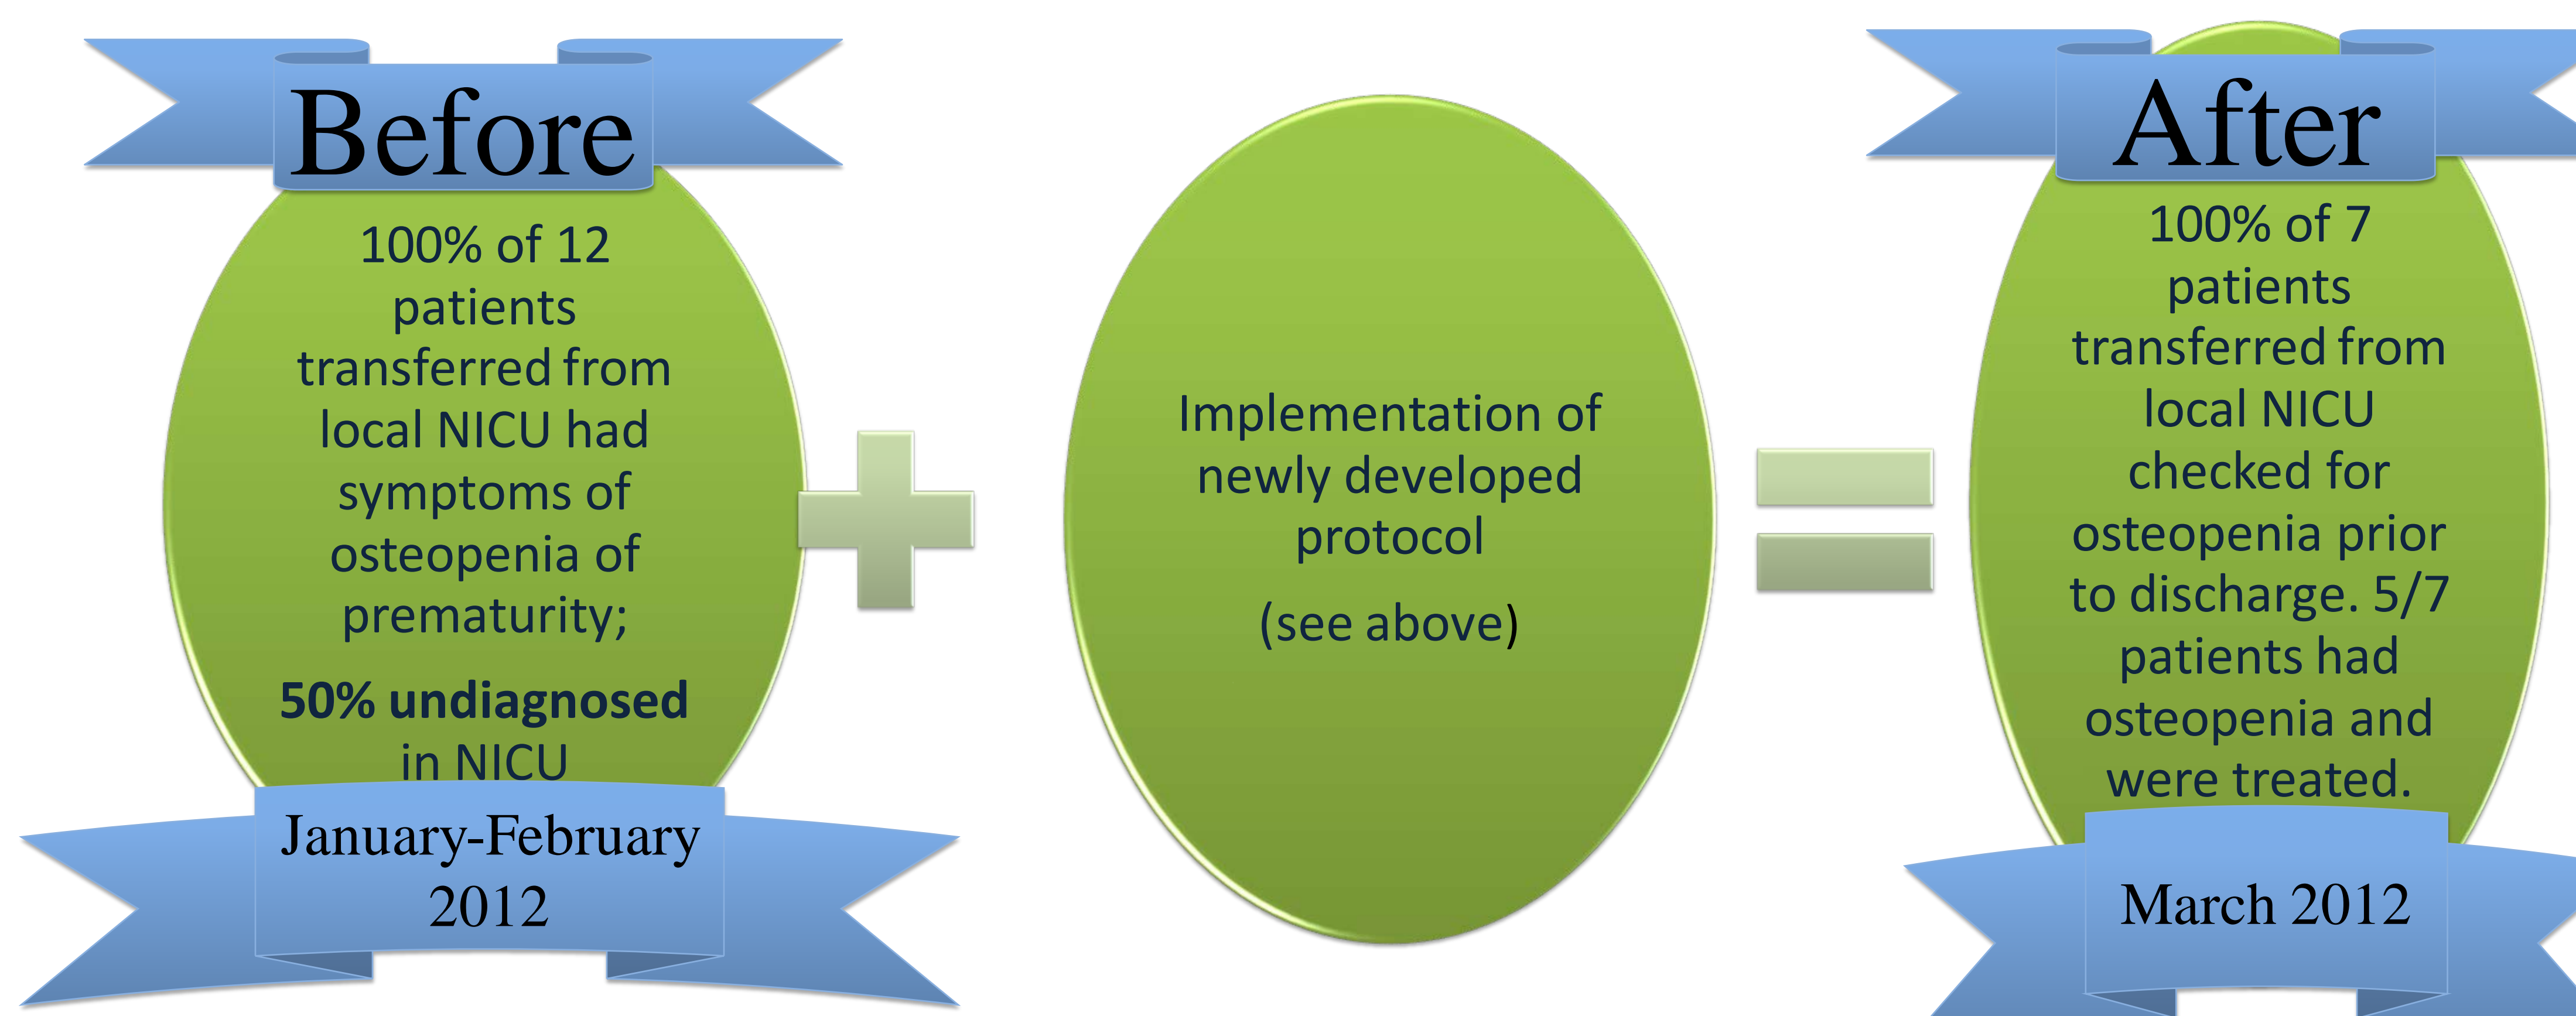 Before
100% of 12
patients
transferred from
local NICU had
symptoms of
osteopenia of
prematurity;
50% undiagnosed
in NICU
January-February
2012
Implementation of
newly developed
protocol
(see above)
After
100% of 7
patients
transferred from
local NICU
checked for
osteopenia prior
to discharge. 5/7
patients had
osteopenia and
were treated.
March 2012